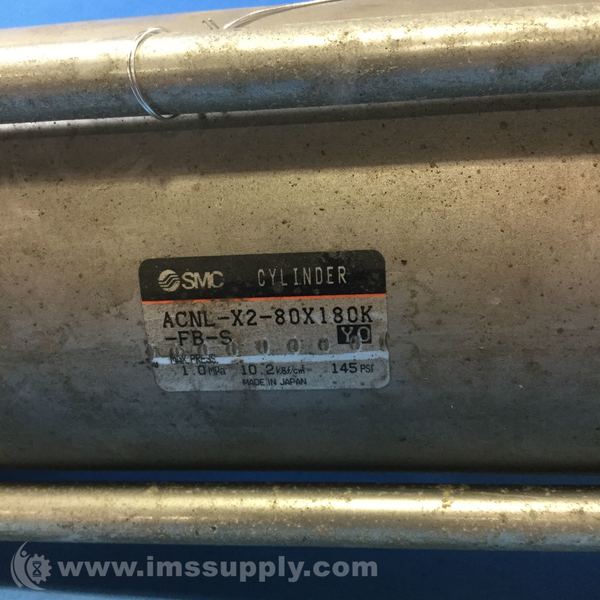 SMC CYLINDER
ACNL-X2-80X180K
-FB-S YO
MAX PRESS.
1.0MPa 10.2kgf/cm² 145PSI
MADE IN JAPAN
www.imssupply.com